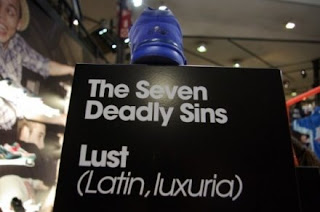 The Seven
Deadly Sins
Lust
(Latin, luxuria)